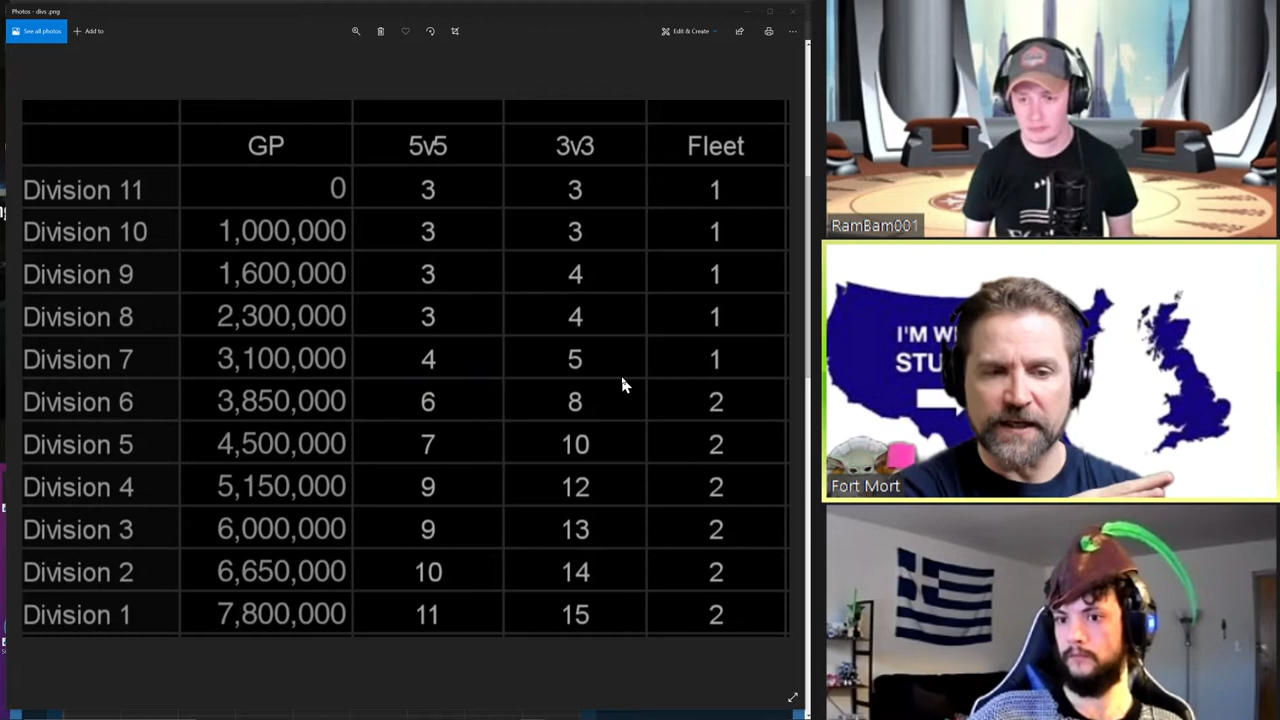 Photos - divs .png
See all photos
Add to
Edit & Create
GP 5v5 3v3 Fleet
Division 11 0 3 3 1
Division 10 1,000,000 3 3 1
Division 9 1,600,000 3 4 1
Division 8 2,300,000 3 4 1
Division 7 3,100,000 4 5 1
Division 6 3,850,000 6 8 2
Division 5 4,500,000 7 10 2
Division 4 5,150,000 9 12 2
Division 3 6,000,000 9 13 2
Division 2 6,650,000 10 14 2
Division 1 7,800,000 11 15 2
RamBam001
I'M
Fort Mort